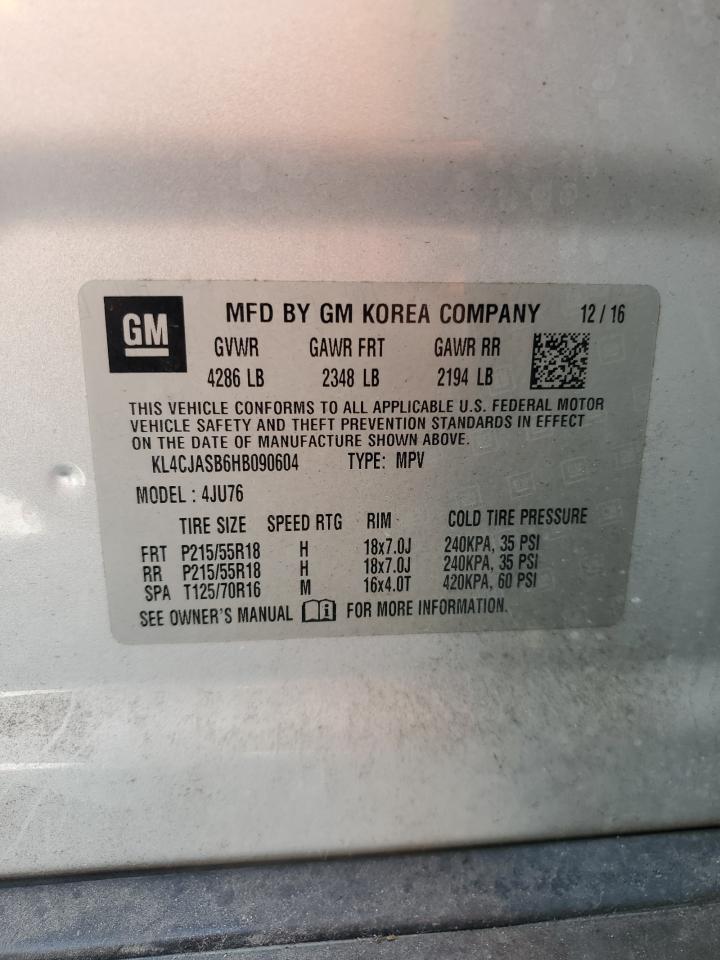 GM MFD BY GM KOREA COMPANY 12 / 16
GVWR GAWR FRT GAWR RR
4286 LB 2348 LB 2194 LB
THIS VEHICLE CONFORMS TO ALL APPLICABLE U.S. FEDERAL MOTOR
VEHICLE SAFETY AND THEFT PREVENTION STANDARDS IN EFFECT
ON THE DATE OF MANUFACTURE SHOWN ABOVE.
KL4CJASB6HB090604 TYPE: MPV
MODEL : 4JU76
TIRE SIZE SPEED RTG RIM COLD TIRE PRESSURE
FRT P215/55R18 H 18x7.0J 240KPA, 35 PSI
RR P215/55R18 H 18x7.0J 240KPA, 35 PSI
SPA T125/70R16 M 16x4.0T 420KPA, 60 PSI
SEE OWNER'S MANUAL FOR MORE INFORMATION.